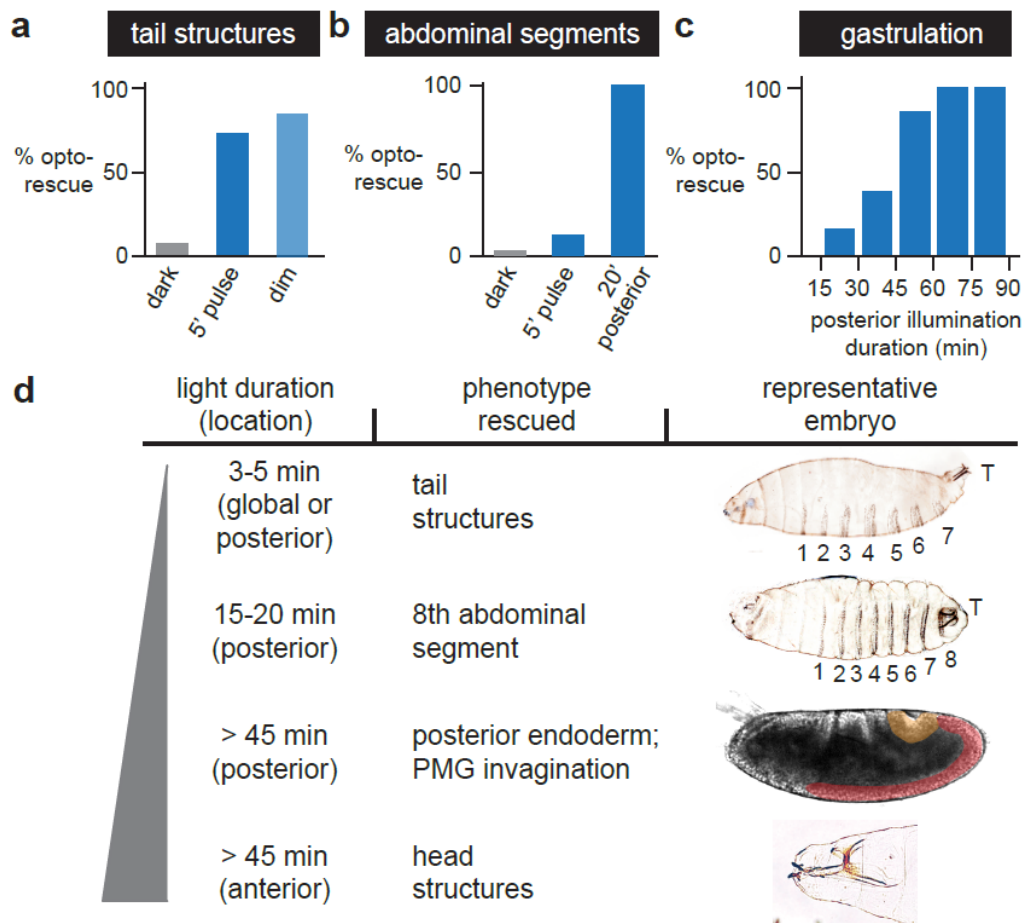 a
tail structures
100
50
0
% opto-
rescue
dark
5' pulse
dim
b
abdominal segments
100
50
0
% opto-
rescue
dark
5' pulse
20'
posterior
c
gastrulation
100
50
0
% opto-
rescue
15 30 45 60 75 90
posterior illumination
duration (min)
d
light duration
(location)
phenotype
rescued
representative
embryo
3-5 min
(global or
posterior)
tail
structures
T
1 2 3 4 5 6 7
15-20 min
(posterior)
8th abdominal
segment
T
1 2 3 4 5 6 7 8
> 45 min
(posterior)
posterior endoderm;
PMG invagination
> 45 min
(anterior)
head
structures